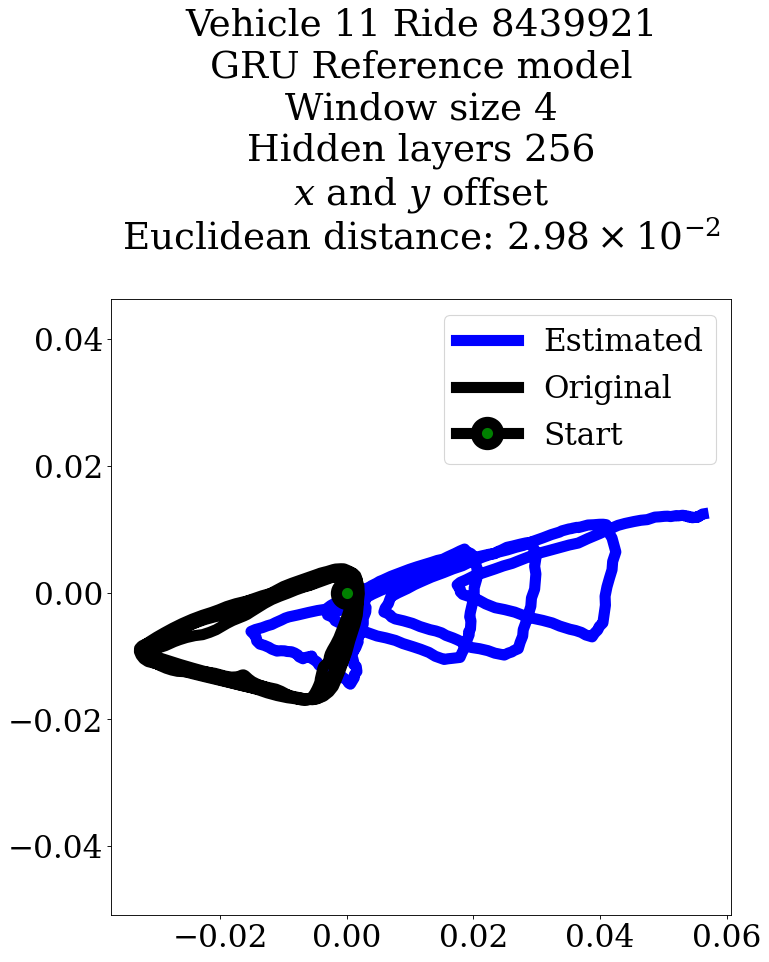 Vehicle 11 Ride 8439921
GRU Reference model
Window size 4
Hidden layers 256
x and y offset
Euclidean distance: 2.98 × 10⁻²
Estimated
Original
Start
0.04
0.02
0.00
−0.02
−0.04
−0.02 0.00 0.02 0.04 0.06